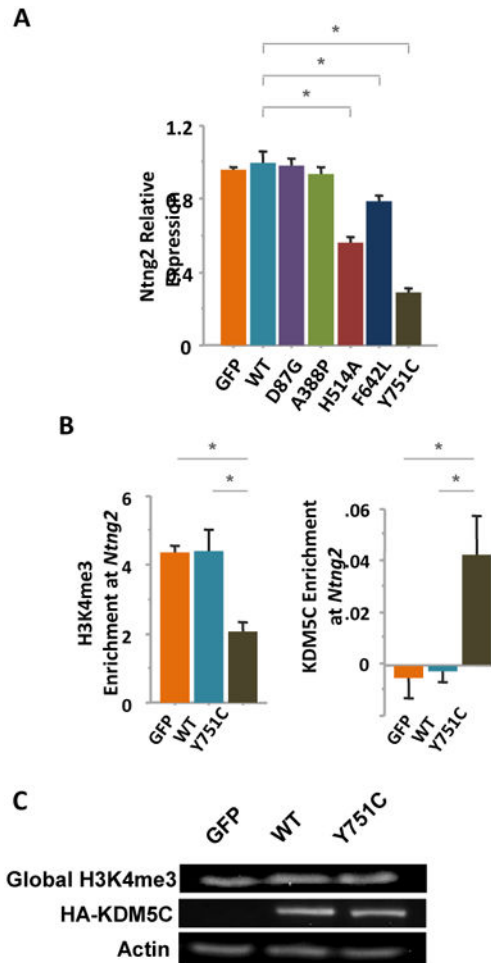 A
*
*
*
Ntng2 Relative
Expression
1.2
0.8
0.4
0
GFP
WT
D87G
A388P
H514A
F642L
Y751C
B
*
*
H3K4me3
Enrichment at Ntng2
6
4
2
0
GFP
WT
Y751C
*
*
KDM5C Enrichment
at Ntng2
.06
.04
.02
0
GFP
WT
Y751C
C
GFP WT Y751C
Global H3K4me3
HA-KDM5C
Actin